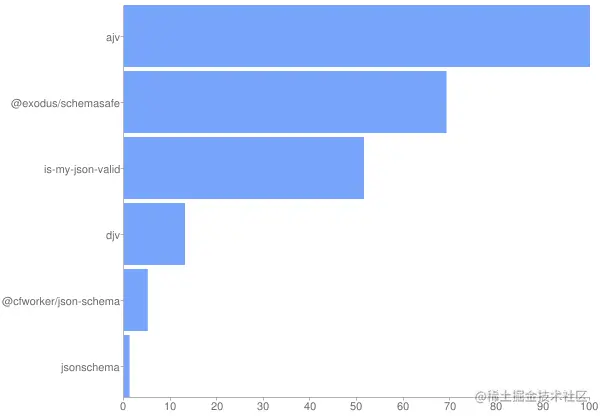 ajv
@exodus/schemasafe
is-my-json-valid
djv
@cfworker/json-schema
jsonschema
0 10 20 30 40 50 60 70 80 90 100
@稀土掘金技术社区